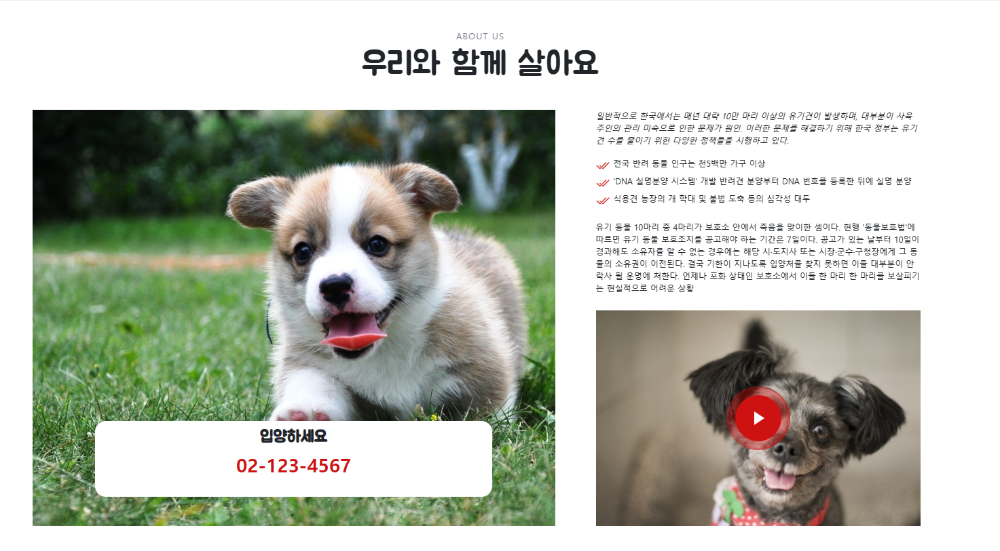 ABOUT US
우리와 함께 살아요
입양하세요
02-123-4567
일반적으로 한국에서는 매년 대략 10만 마리 이상의 유기견이 발생하며, 대부분이 사육
주인의 관리 미숙으로 인한 문제가 원인. 이러한 문제를 해결하기 위해 한국 정부는 유기
견 수를 줄이기 위한 다양한 정책들을 시행하고 있다.
전국 반려 동물 인구는 천5백만 가구 이상
'DNA 실명분양 시스템' 개발 반려견 분양부터 DNA 번호를 등록한 뒤에 실명 분양
식용견 농장의 개 학대 및 불법 도축 등의 심각성 대두
유기 동물 10마리 중 4마리가 보호소 안에서 죽음을 맞이한 셈이다. 현행 '동물보호법'에
따르면 유기 동물 보호조치를 공고해야 하는 기간은 7일이다. 공고가 있는 날부터 10일이
경과해도 소유자를 알 수 없는 경우에는 해당 시·도지사 또는 시장·군수·구청장에게 그 동
물의 소유권이 이전된다. 결국 기한이 지나도록 입양처를 찾지 못하면 이들 대부분이 안
락사 될 운명에 처한다. 언제나 포화 상태인 보호소에서 이들 한 마리 한 마리를 보살피기
는 현실적으로 어려운 상황